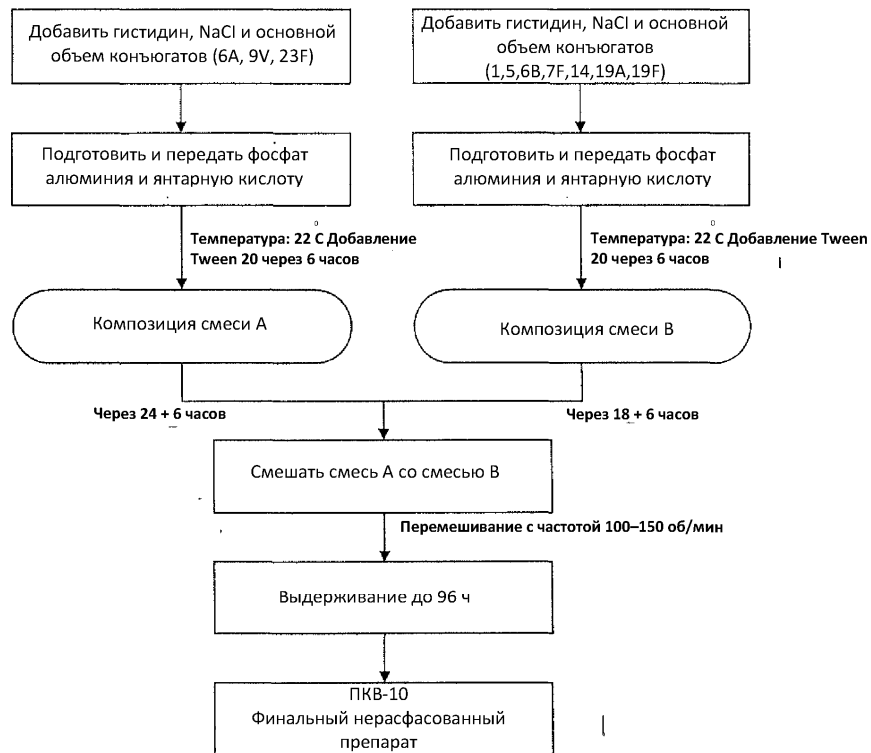 Добавить гистидин, NaCl и основной
объем конъюгатов (6А, 9V, 23F)
Добавить гистидин, NaCl и основной
объем конъюгатов
(1,5,6В,7F,14,19А,19F)
Подготовить и передать фосфат
алюминия и янтарную кислоту
Подготовить и передать фосфат
алюминия и янтарную кислоту
Температура: 22 °C Добавление
Tween 20 через 6 часов
Температура: 22 °C Добавление Tween
20 через 6 часов
Композиция смеси А
Композиция смеси В
Через 24 ± 6 часов
Через 18 ± 6 часов
Смешать смесь А со смесью В
Перемешивание с частотой 100–150 об/мин
Выдерживание до 96 ч
ПКВ-10
Финальный нерасфасованный
препарат